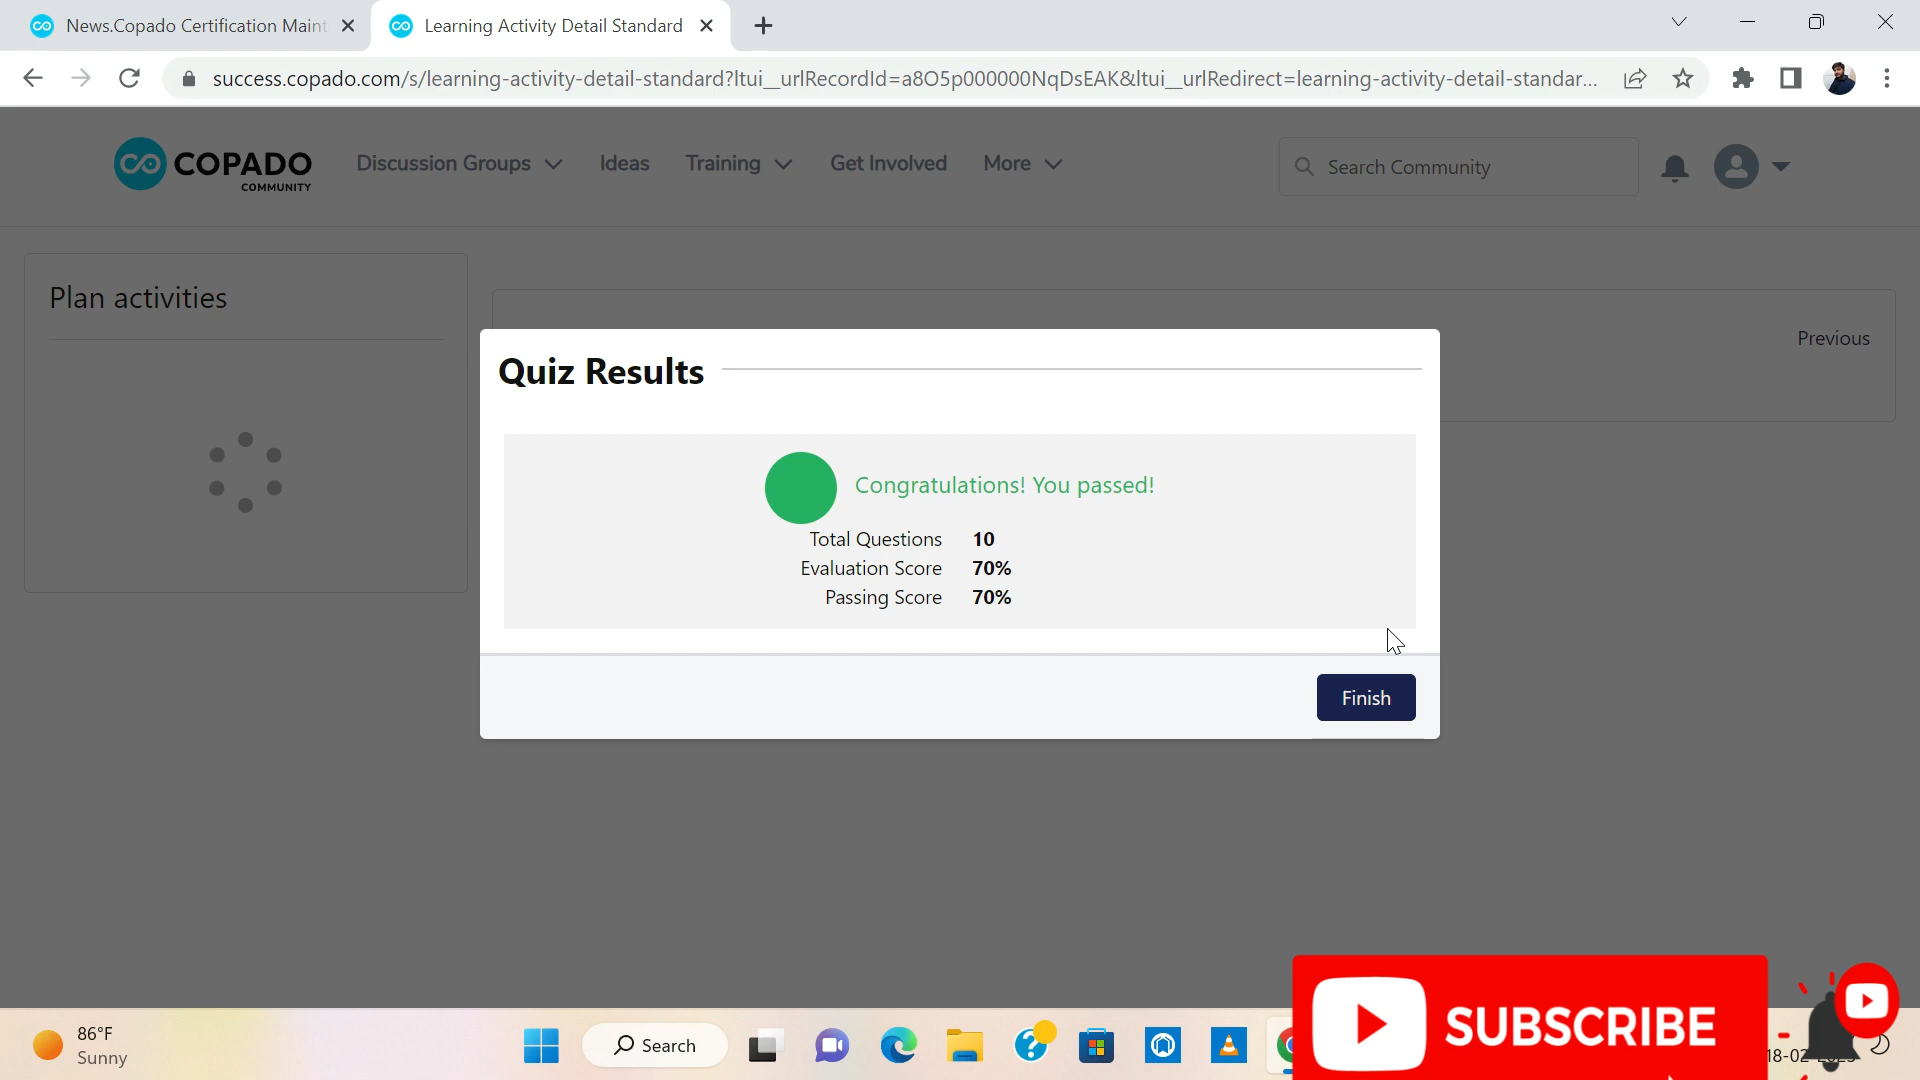 News.Copado Certification Maint
Learning Activity Detail Standard
success.copado.com/s/learning-activity-detail-standard?ltui__urlRecordId=a8O5p000000NqDsEAK&ltui__urlRedirect=learning-activity-detail-standar...
COPADO
COMMUNITY
Discussion Groups
Ideas
Training
Get Involved
More
Search Community
Plan activities
Previous
Quiz Results
Congratulations! You passed!
Total Questions 10
Evaluation Score 70%
Passing Score 70%
Finish
86°F
Sunny
Search
SUBSCRIBE